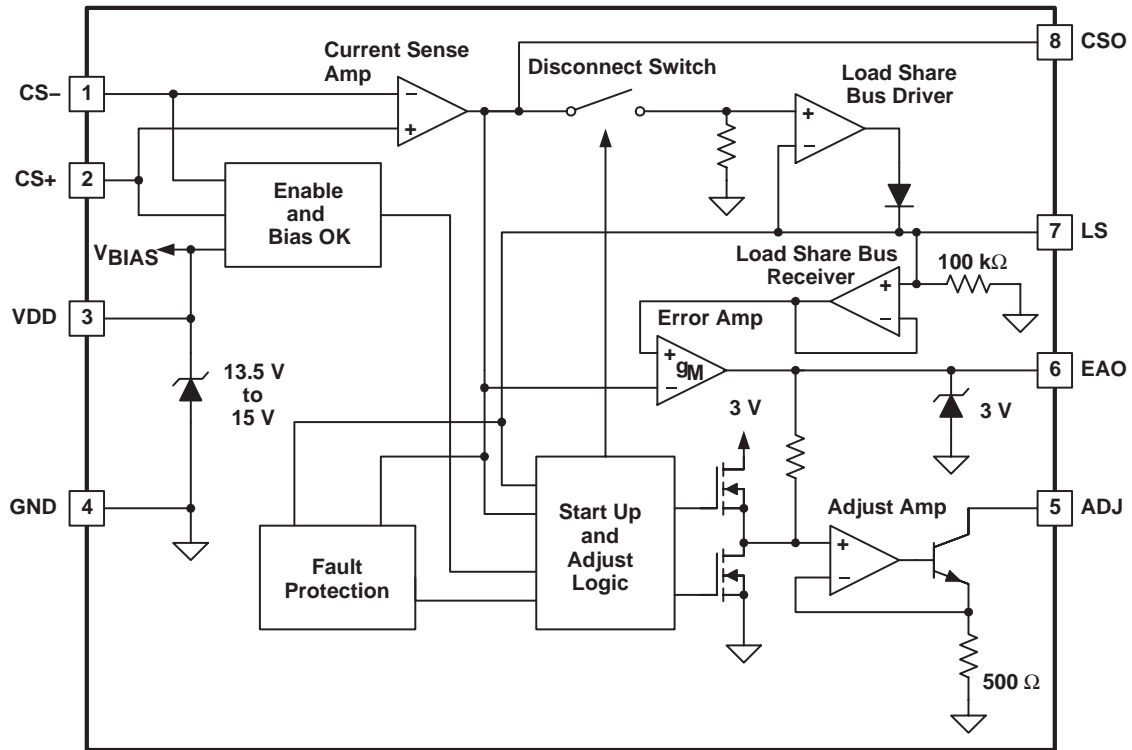 Current Sense
Amp
Disconnect Switch
Load Share
Bus Driver
8 CSO
CS– 1
–
+
+
–
CS+ 2
Enable
and
Bias OK
VBIAS
7 LS
Load Share Bus
Receiver
100 kΩ
+
–
VDD 3
Error Amp
+
gM
–
6 EAO
13.5 V
to
15 V
3 V
3 V
GND 4
5 ADJ
Start Up
and
Adjust
Logic
Adjust Amp
+
–
Fault
Protection
500 Ω